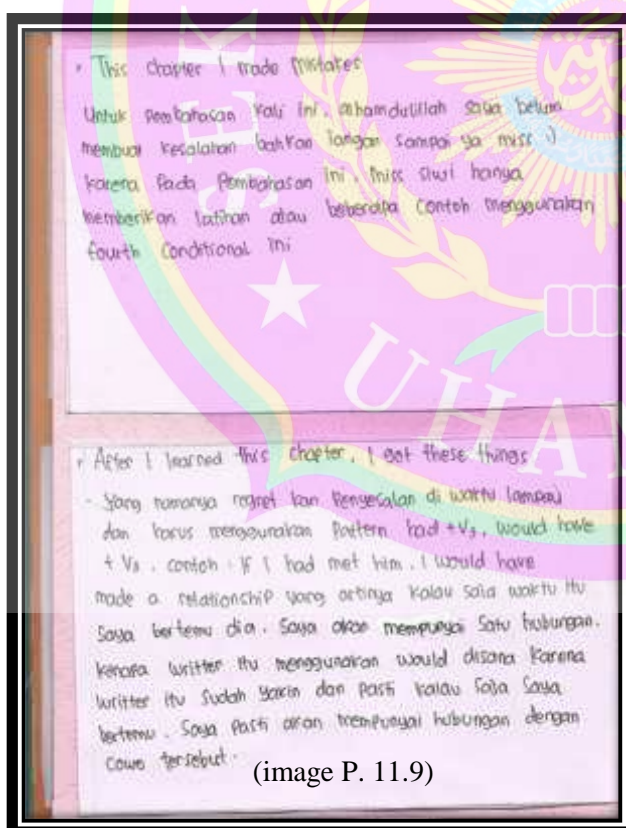 This chapter I made mistakes
Untuk pembahasan kali ini, alhamdulillah saya belum
membuat kesalahan bahkan jangan sampai ya miss :)
karena pada pembahasan ini, miss siwi hanya
memberikan latihan atau beberapa contoh menggunakan
fourth conditional ini
After I learned this chapter, I got these things
- Yang namanya regret kan penyesalan di waktu lampau
dan harus menggunakan pattern had + V3, would have
+ V3. contoh: If I had met him, I would have
made a relationship yang artinya kalau saja waktu itu
saya bertemu dia. Saya akan mempunyai satu hubungan.
kenapa writter itu menggunakan would disana karena
writter itu sudah yakin dan pasti kalau saja saya
bertemu. Saya pasti akan mempunyai hubungan dengan
cowo tersebut.
(image P. 11.9)
SEK
UHAM